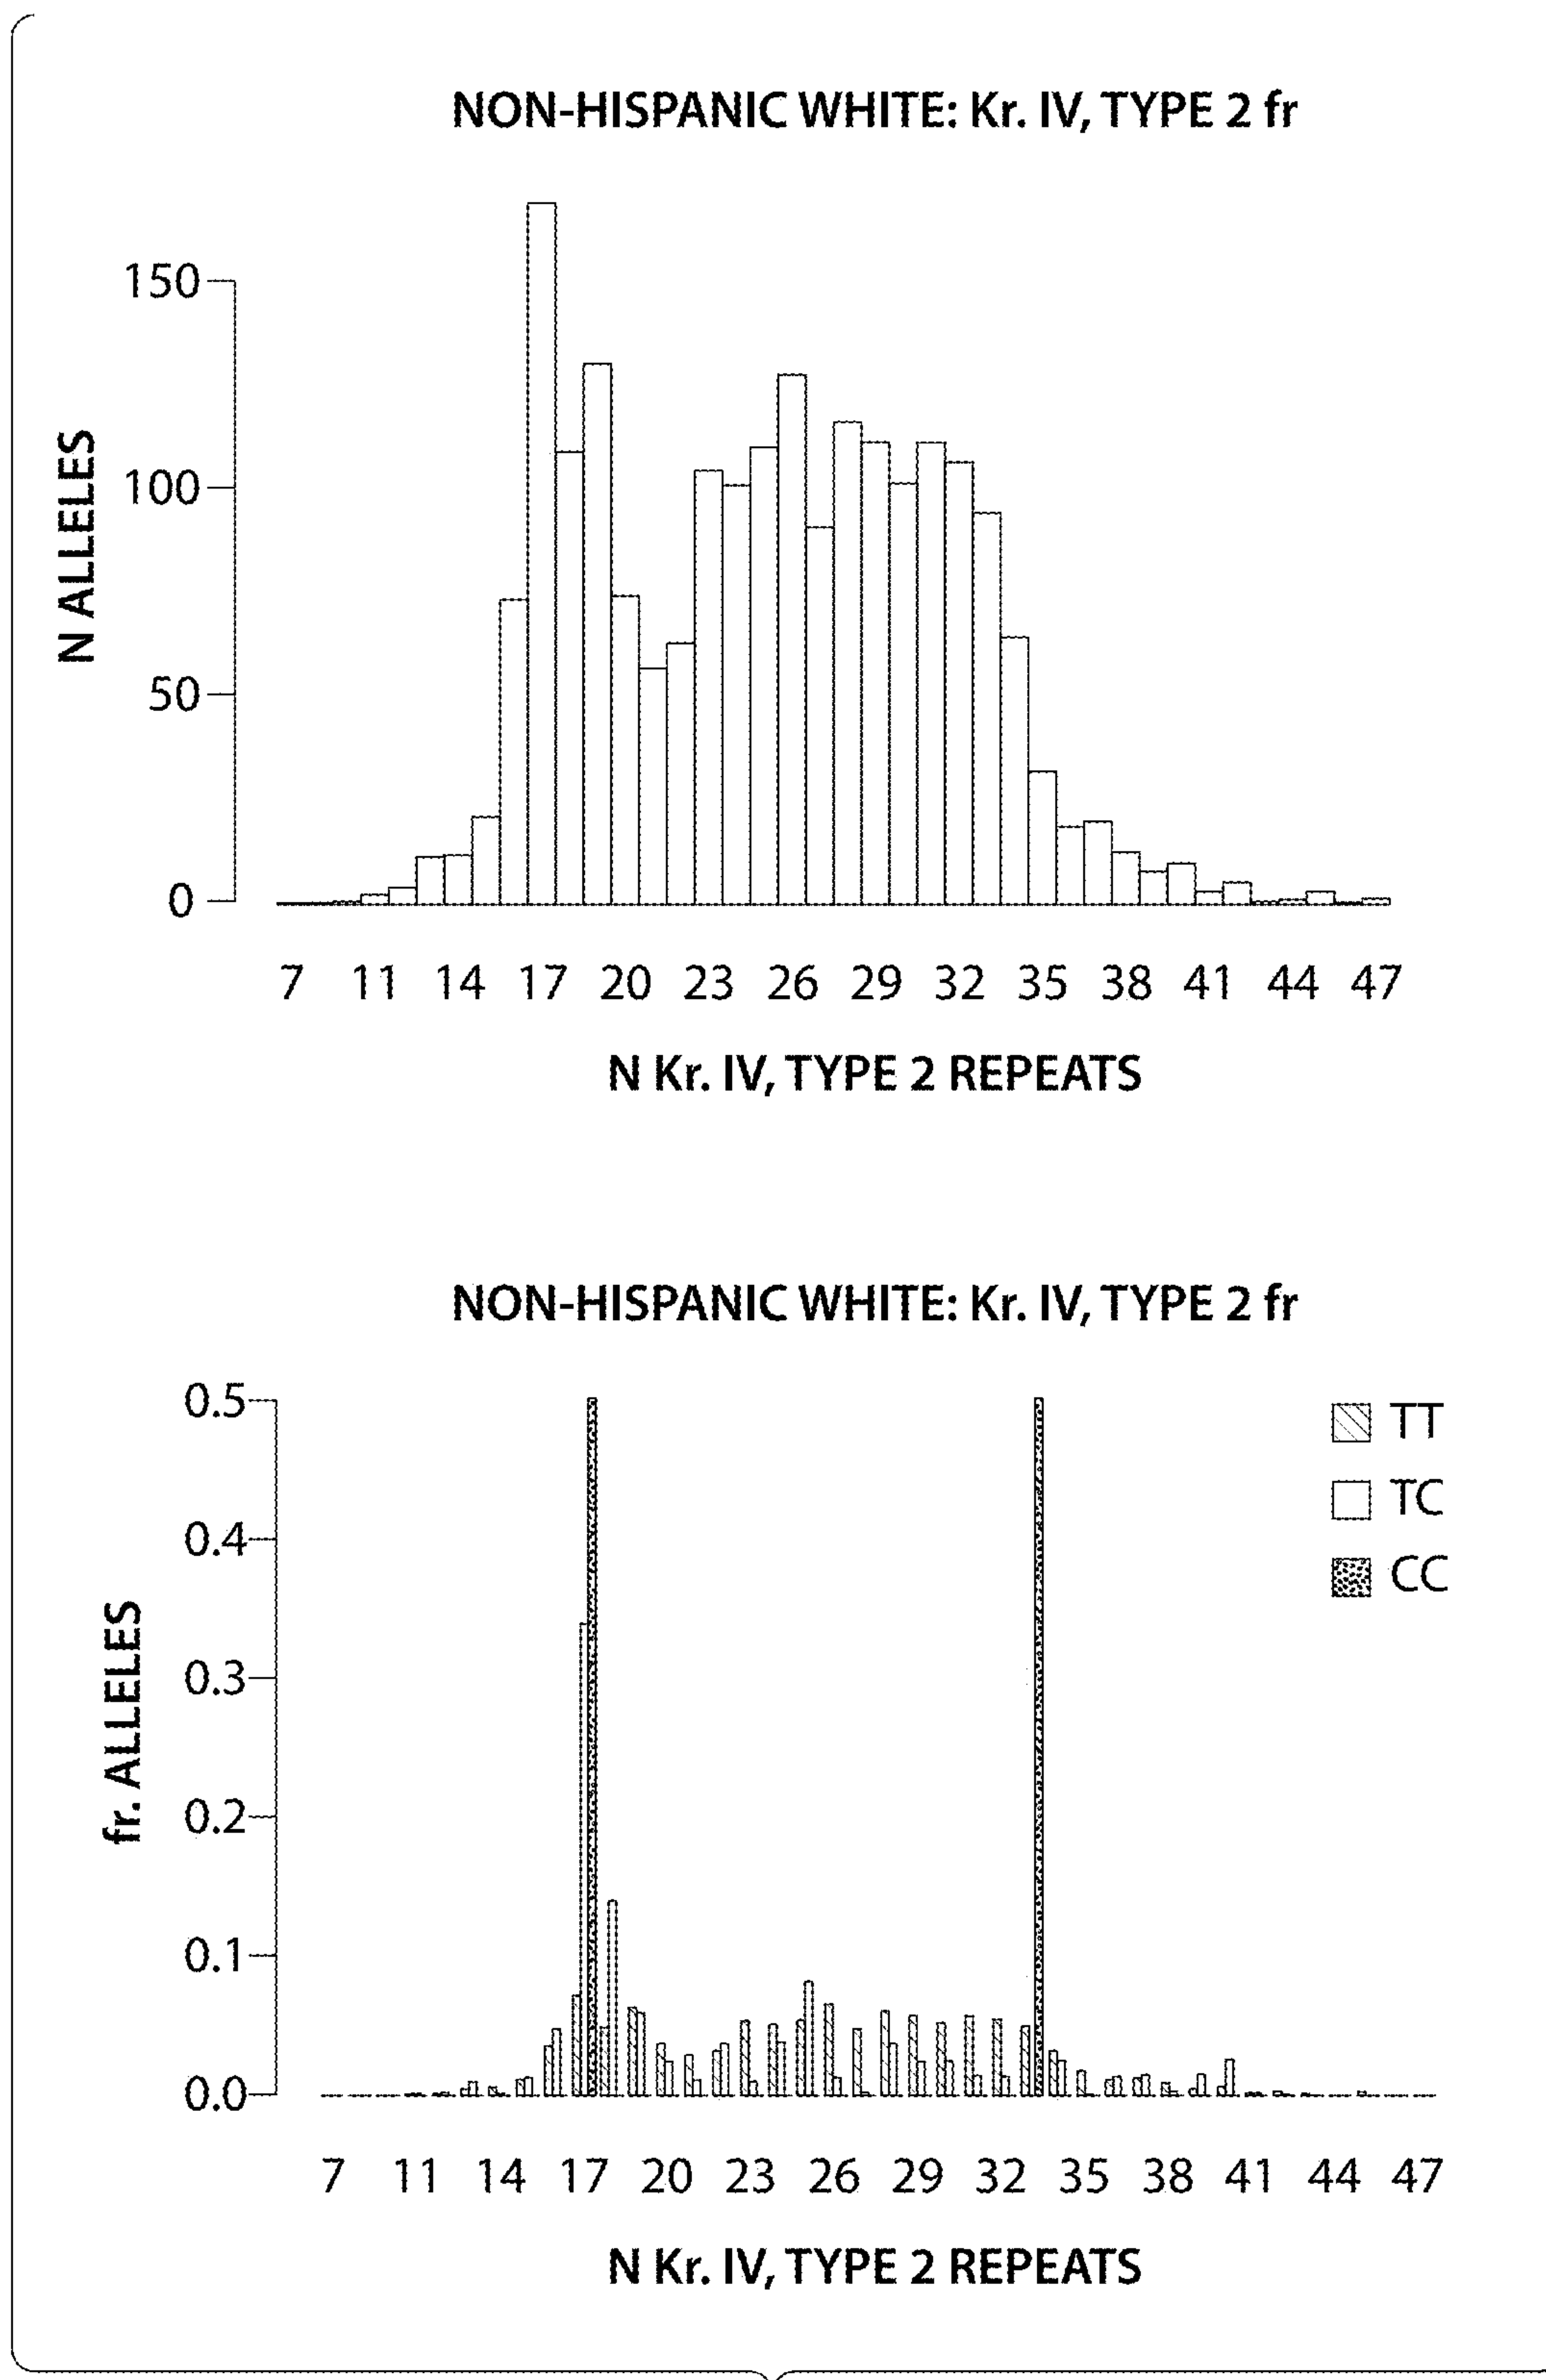 NON-HISPANIC WHITE: Kr. IV, TYPE 2 fr
150
100
50
0
N ALLELES
7 11 14 17 20 23 26 29 32 35 38 41 44 47
N Kr. IV, TYPE 2 REPEATS
NON-HISPANIC WHITE: Kr. IV, TYPE 2 fr
0.5
0.4
0.3
0.2
0.1
0.0
fr. ALLELES
TT
TC
CC
7 11 14 17 20 23 26 29 32 35 38 41 44 47
N Kr. IV, TYPE 2 REPEATS